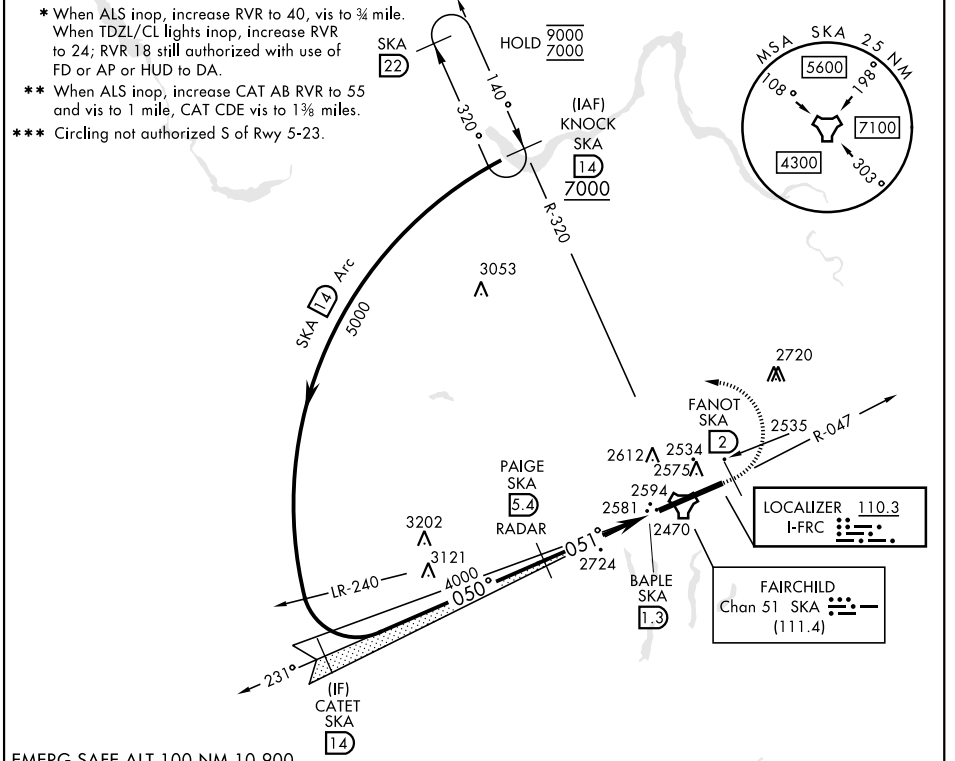 * When ALS inop, increase RVR to 40, vis to ¾ mile.
When TDZL/CL lights inop, increase RVR
to 24; RVR 18 still authorized with use of
FD or AP or HUD to DA.
** When ALS inop, increase CAT AB RVR to 55
and vis to 1 mile, CAT CDE vis to 1⅜ miles.
*** Circling not authorized S of Rwy 5-23.
SKA
22
HOLD 9000
7000
140°
320°
(IAF)
KNOCK
SKA
14
7000
MSA SKA 25 NM
5600
108°
198°
7100
4300
303°
R-320
SKA 14 Arc
5000
3053
2720
FANOT
SKA
2
2535
R-047
2612
2534
2575
PAIGE
SKA
5.4
RADAR
2594
2581
2470
LOCALIZER 110.3
I-FRC
3202
3121
051°
2724
LR-240
4000
050°
BAPLE
SKA
1.3
FAIRCHILD
Chan 51 SKA
(111.4)
231°
(IF)
CATET
SKA
14
EMERG SAFE ALT 100 NM 10,900